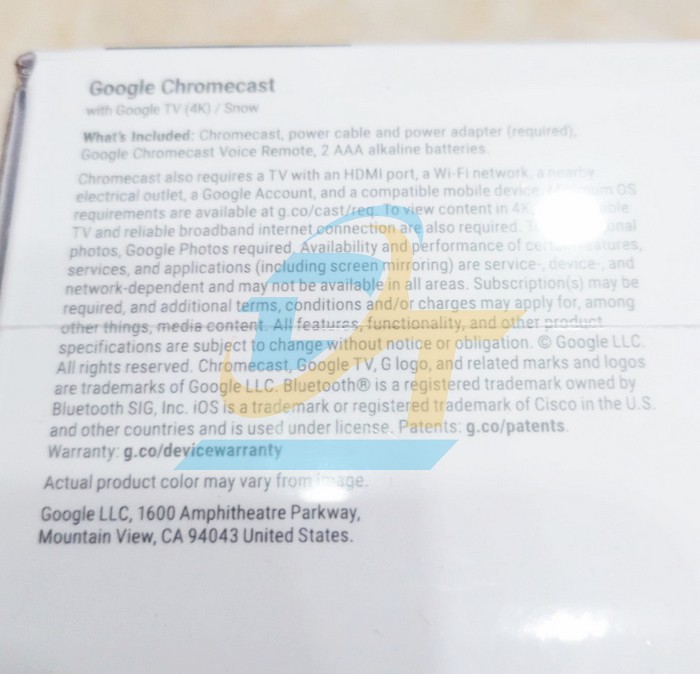 Google Chromecast
with Google TV (4K) / Snow
What's Included: Chromecast, power cable and power adapter (required),
Google Chromecast Voice Remote, 2 AAA alkaline batteries.
Chromecast also requires a TV with an HDMI port, a Wi-Fi network, a nearby
electrical outlet, a Google Account, and a compatible mobile device. OS
requirements are available at g.co/cast/req. To view content in 4K,
TV and reliable broadband internet connection are also required.
photos, Google Photos required. Availability and performance of certain features,
services, and applications (including screen mirroring) are service-, device-, and
network-dependent and may not be available in all areas. Subscription(s) may be
required, and additional terms, conditions and/or charges may apply for, among
other things, media content. All features, functionality, and other product
specifications are subject to change without notice or obligation. © Google LLC.
All rights reserved. Chromecast, Google TV, G logo, and related marks and logos
are trademarks of Google LLC. Bluetooth® is a registered trademark owned by
Bluetooth SIG, Inc. iOS is a trademark or registered trademark of Cisco in the U.S.
and other countries and is used under license. Patents: g.co/patents.
Warranty: g.co/devicewarranty
Actual product color may vary from image.
Google LLC, 1600 Amphitheatre Parkway,
Mountain View, CA 94043 United States.